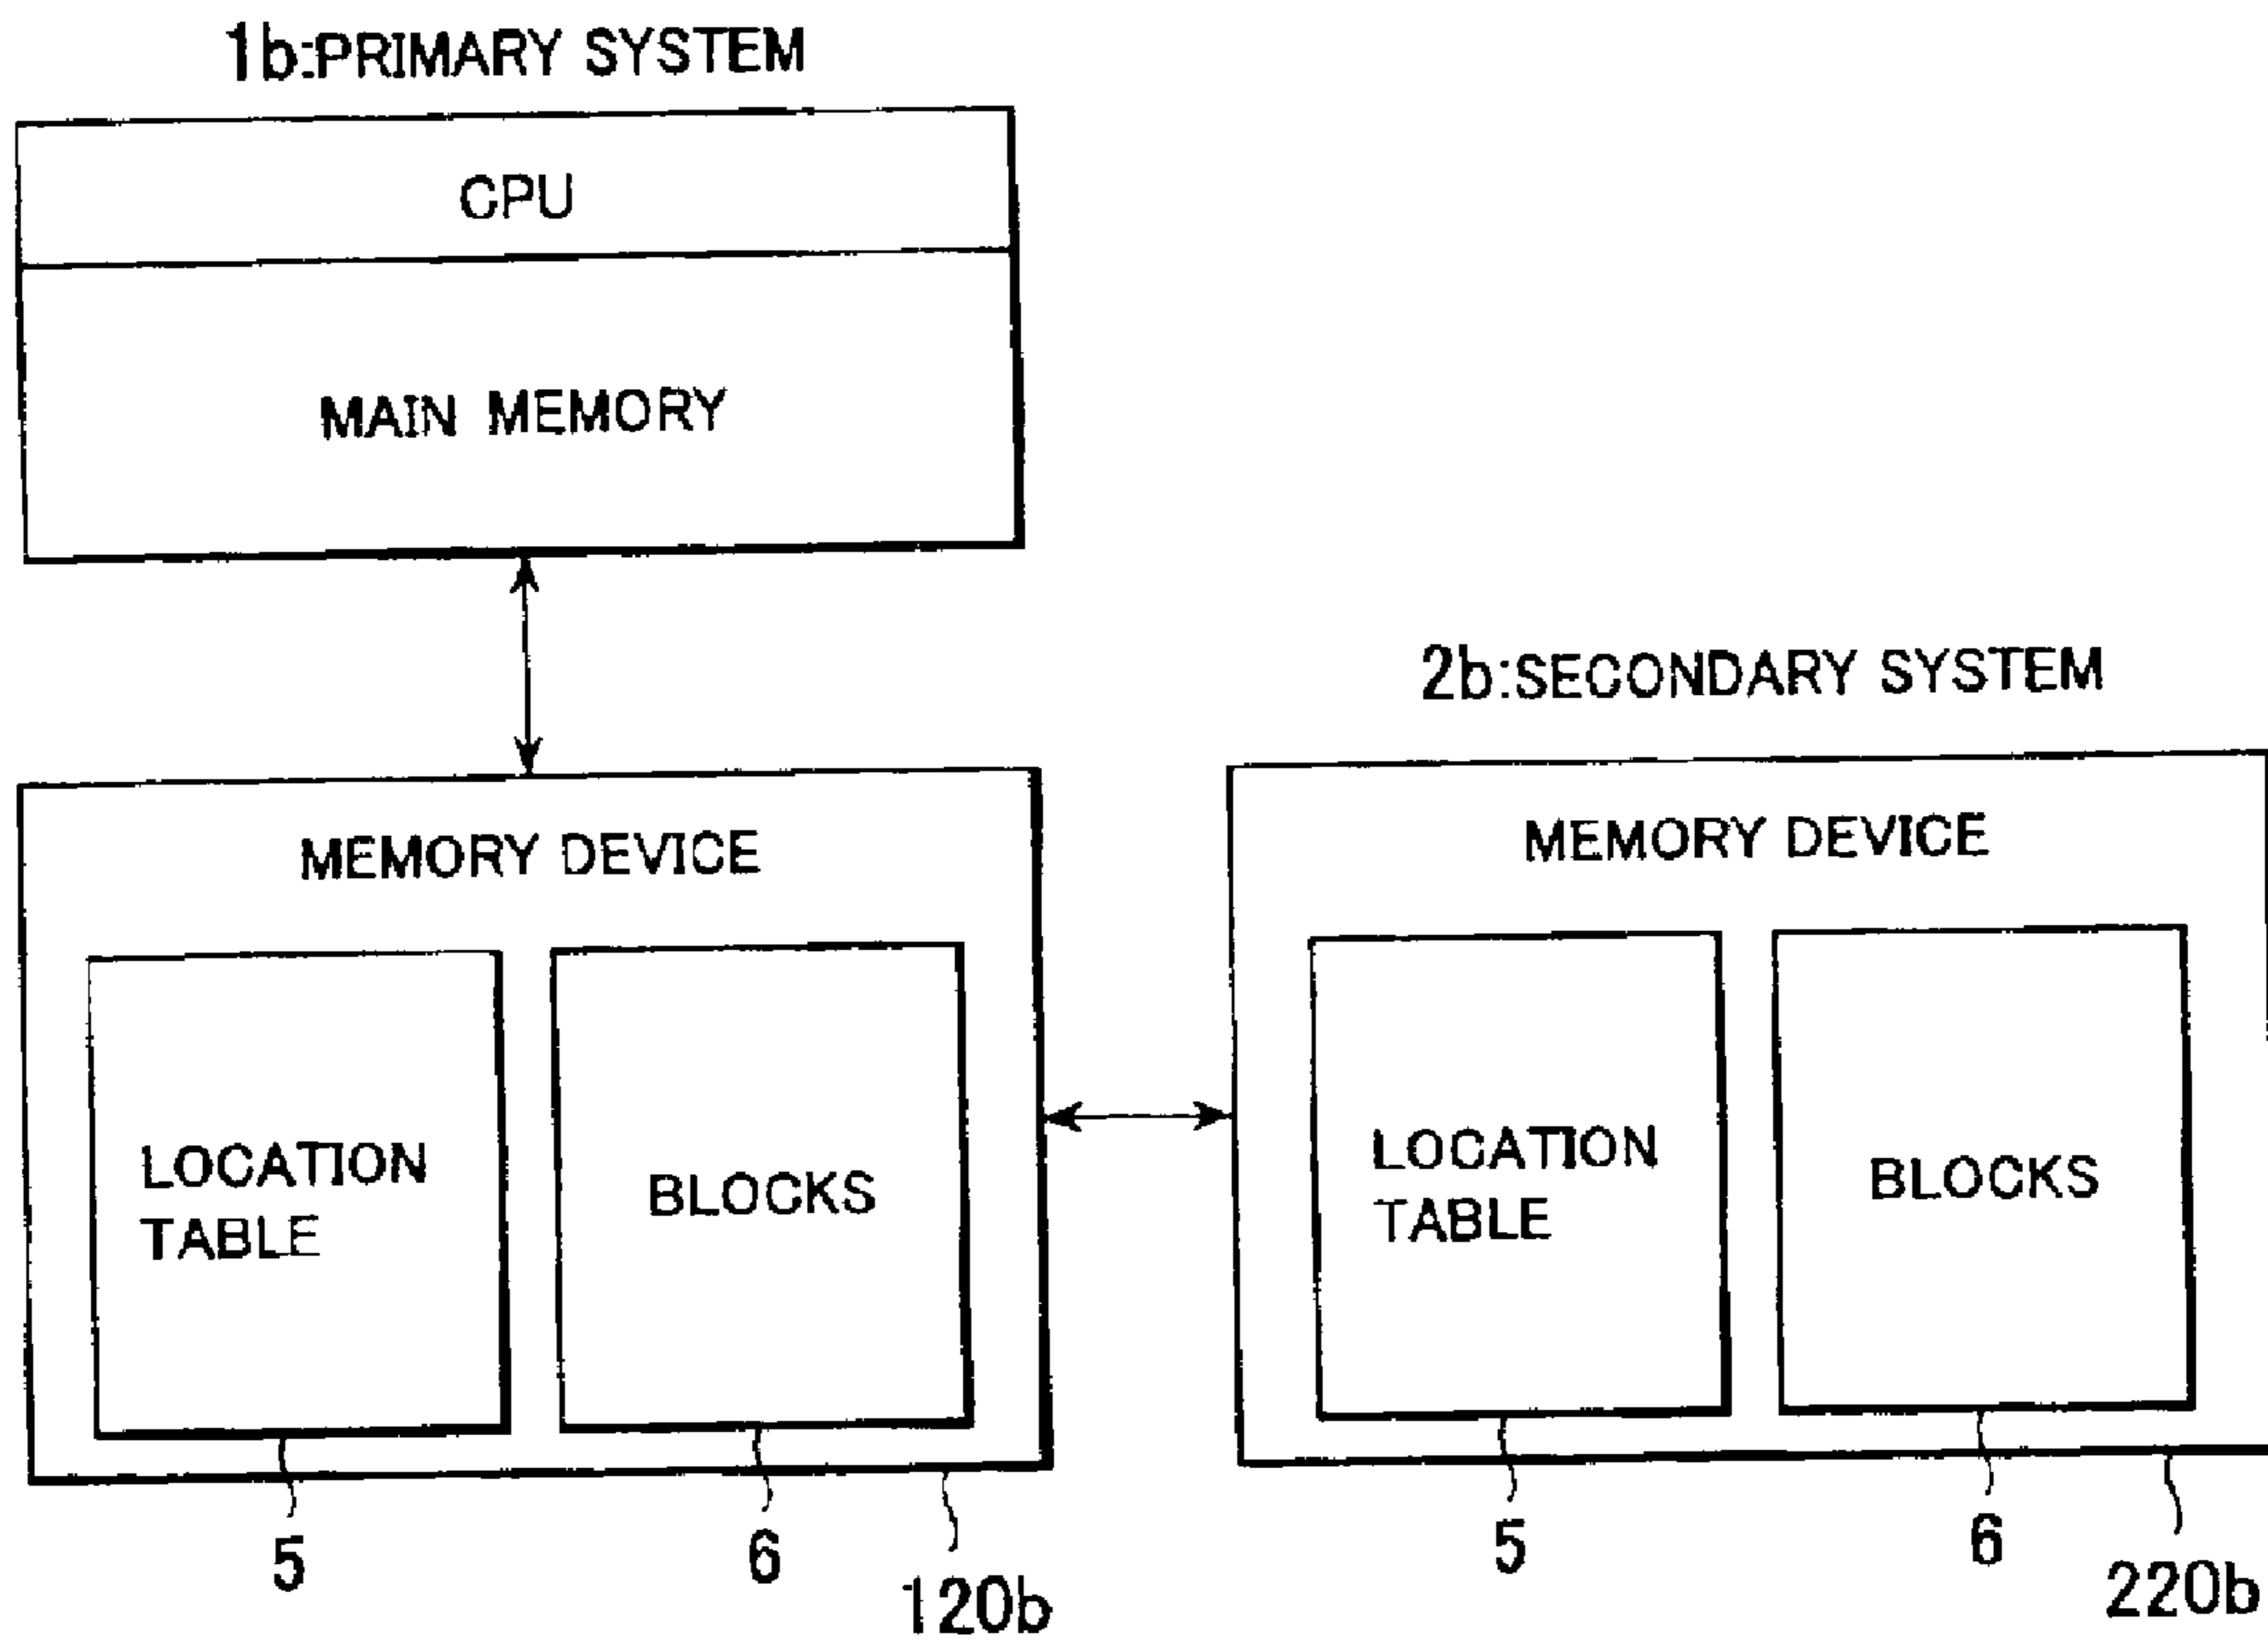 1b:PRIMARY SYSTEM
CPU
MAIN MEMORY
2b:SECONDARY SYSTEM
MEMORY DEVICE
LOCATION
TABLE
BLOCKS
5
6
120b
MEMORY DEVICE
LOCATION
TABLE
BLOCKS
5
6
220b